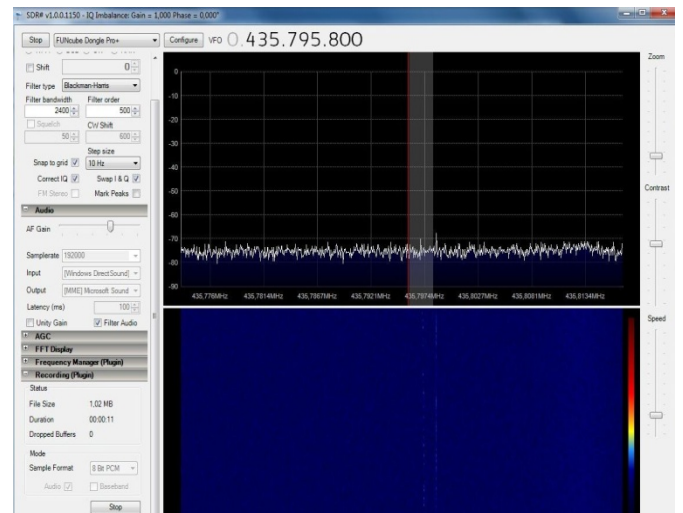 SDR# v1.0.0.1150 - IQ Imbalance: Gain = 1,000 Phase = 0,000°
Stop FUNcube Dongle Pro+ Configure VFO 0.435.795.800
Zoom
Shift 0
Filter type Blackman-Harris
Filter bandwidth Filter order
2400 500
Squelch CW Shift
50 600
Step size
Snap to grid 10 Hz
Correct IQ Swap I & Q
FM Stereo Mark Peaks
Audio
AF Gain
Samplerate 192000
Input [Windows DirectSound]
Output [MME] Microsoft Sound
Latency (ms) 100
Unity Gain Filter Audio
AGC
FFT Display
Frequency Manager (Plugin)
Recording (Plugin)
Status
File Size 1,02 MB
Duration 00:00:11
Dropped Buffers 0
Mode
Sample Format 8 Bit PCM
Audio Baseband
Stop
0
-10
-20
-30
-40
-50
-60
-70
-80
-90
435,776MHz 435,7814MHz 435,7867MHz 435,7921MHz 435,7974MHz 435,8027MHz 435,8081MHz 435,8134MHz
Contrast
Speed